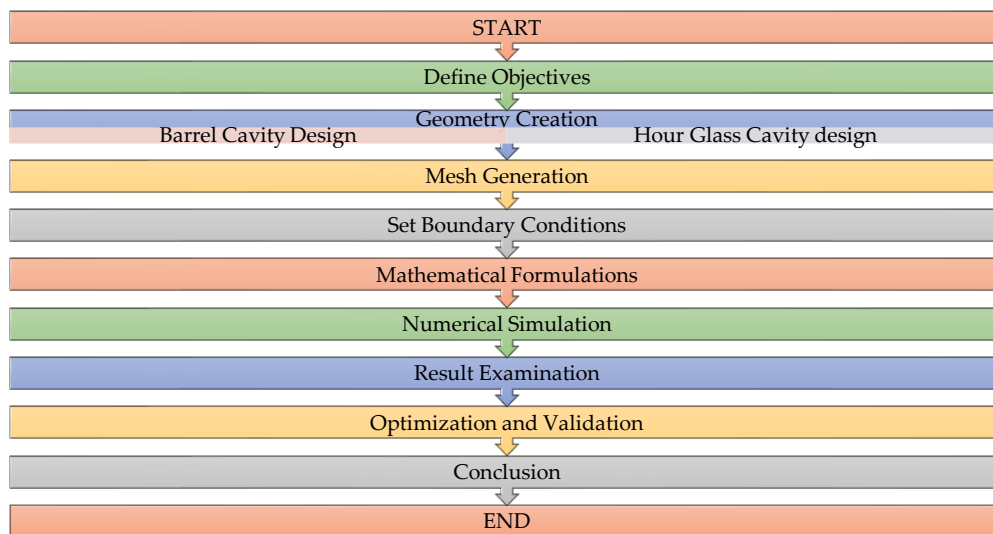 START
Define Objectives
Geometry Creation
Barrel Cavity Design
Hour Glass Cavity design
Mesh Generation
Set Boundary Conditions
Mathematical Formulations
Numerical Simulation
Result Examination
Optimization and Validation
Conclusion
END